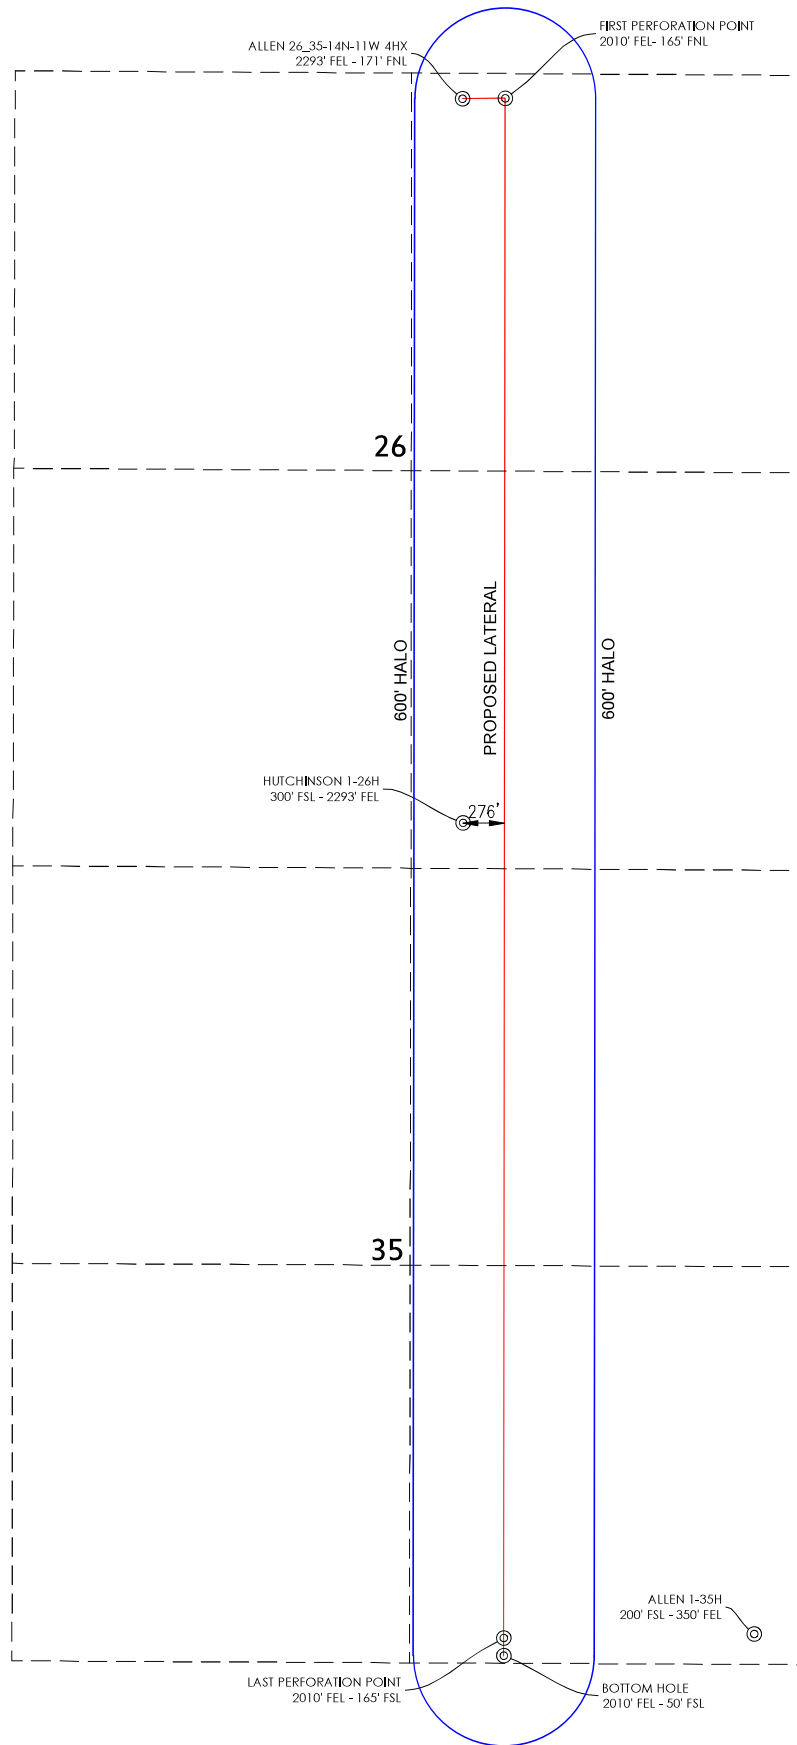 FIRST PERFORATION POINT
2010' FEL- 165' FNL
ALLEN 26_35-14N-11W 4HX
2293' FEL - 171' FNL
26
PROPOSED LATERAL
600' HALO
600' HALO
HUTCHINSON 1-26H
300' FSL - 2293' FEL
276'
35
ALLEN 1-35H
200' FSL - 350' FEL
LAST PERFORATION POINT
2010' FEL - 165' FSL
BOTTOM HOLE
2010' FEL - 50' FSL